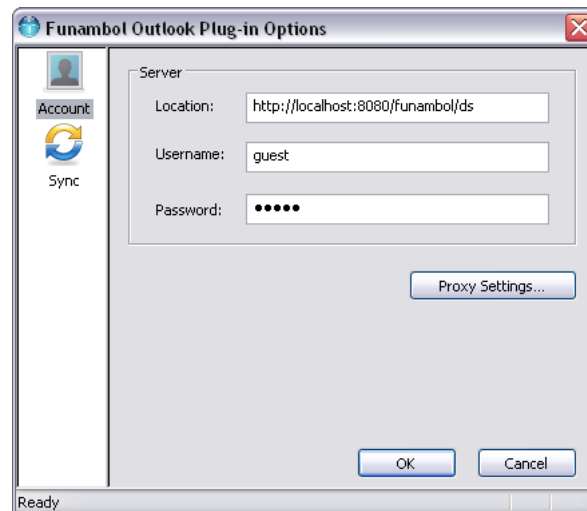 Funambol Outlook Plug-in Options
Account
Sync
Server
Location: http://localhost:8080/funambol/ds
Username: guest
Password: •••••
Proxy Settings...
OK Cancel
Ready